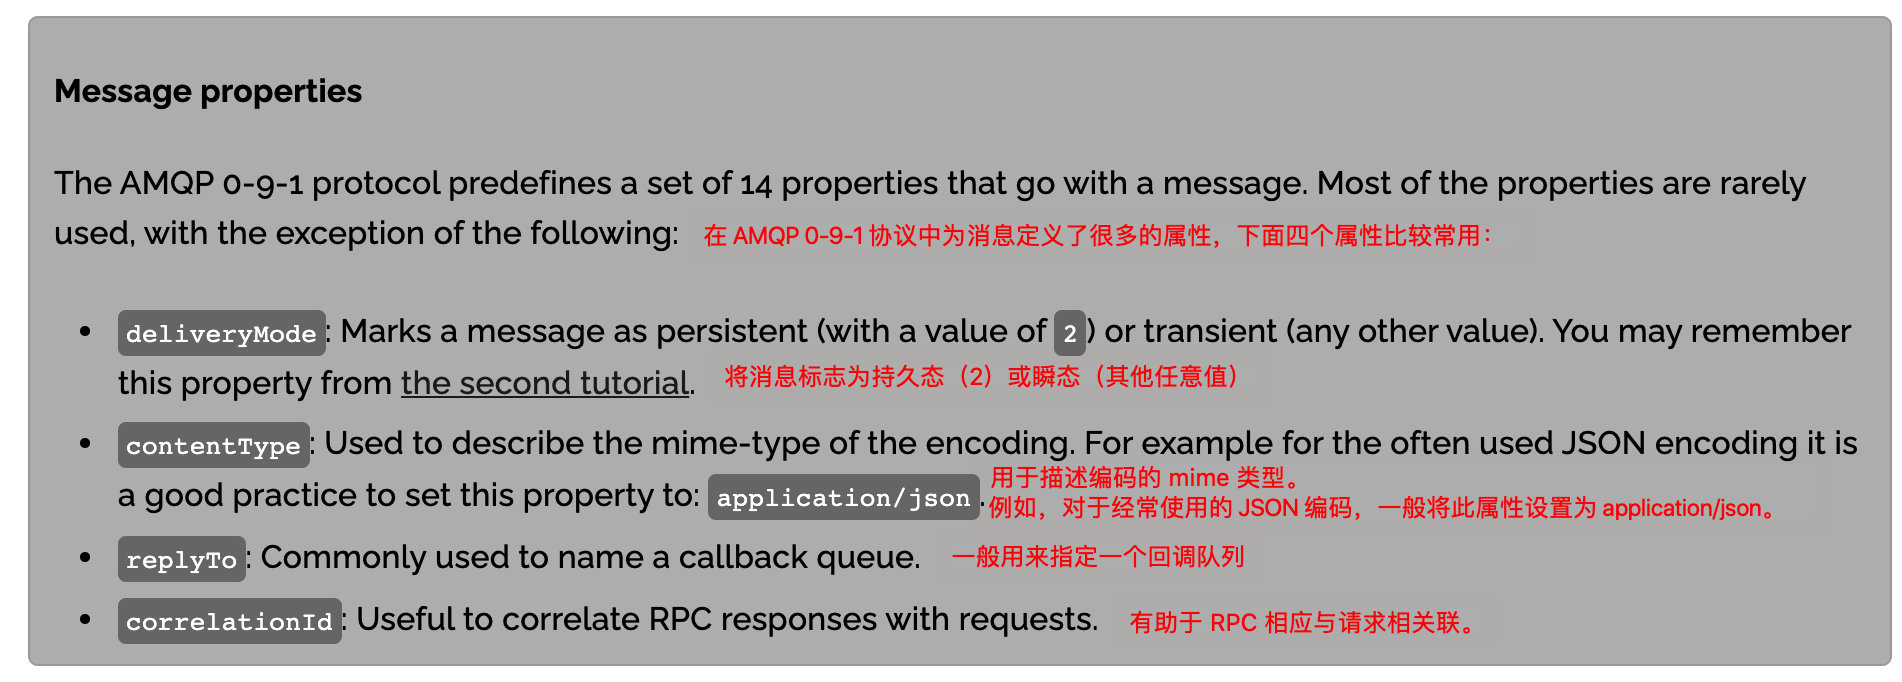 Message properties
The AMQP 0-9-1 protocol predefines a set of 14 properties that go with a message. Most of the properties are rarely
used, with the exception of the following: 在 AMQP 0-9-1 协议中为消息定义了很多的属性，下面四个属性比较常用：
• deliveryMode: Marks a message as persistent (with a value of 2) or transient (any other value). You may remember
this property from the second tutorial. 将消息标志为持久态（2）或瞬态（其他任意值）
• contentType: Used to describe the mime-type of the encoding. For example for the often used JSON encoding it is
a good practice to set this property to: application/json. 用于描述编码的 mime 类型。
例如，对于经常使用的 JSON 编码，一般将此属性设置为 application/json。
• replyTo: Commonly used to name a callback queue. 一般用来指定一个回调队列
• correlationId: Useful to correlate RPC responses with requests. 有助于 RPC 相应与请求相关联。